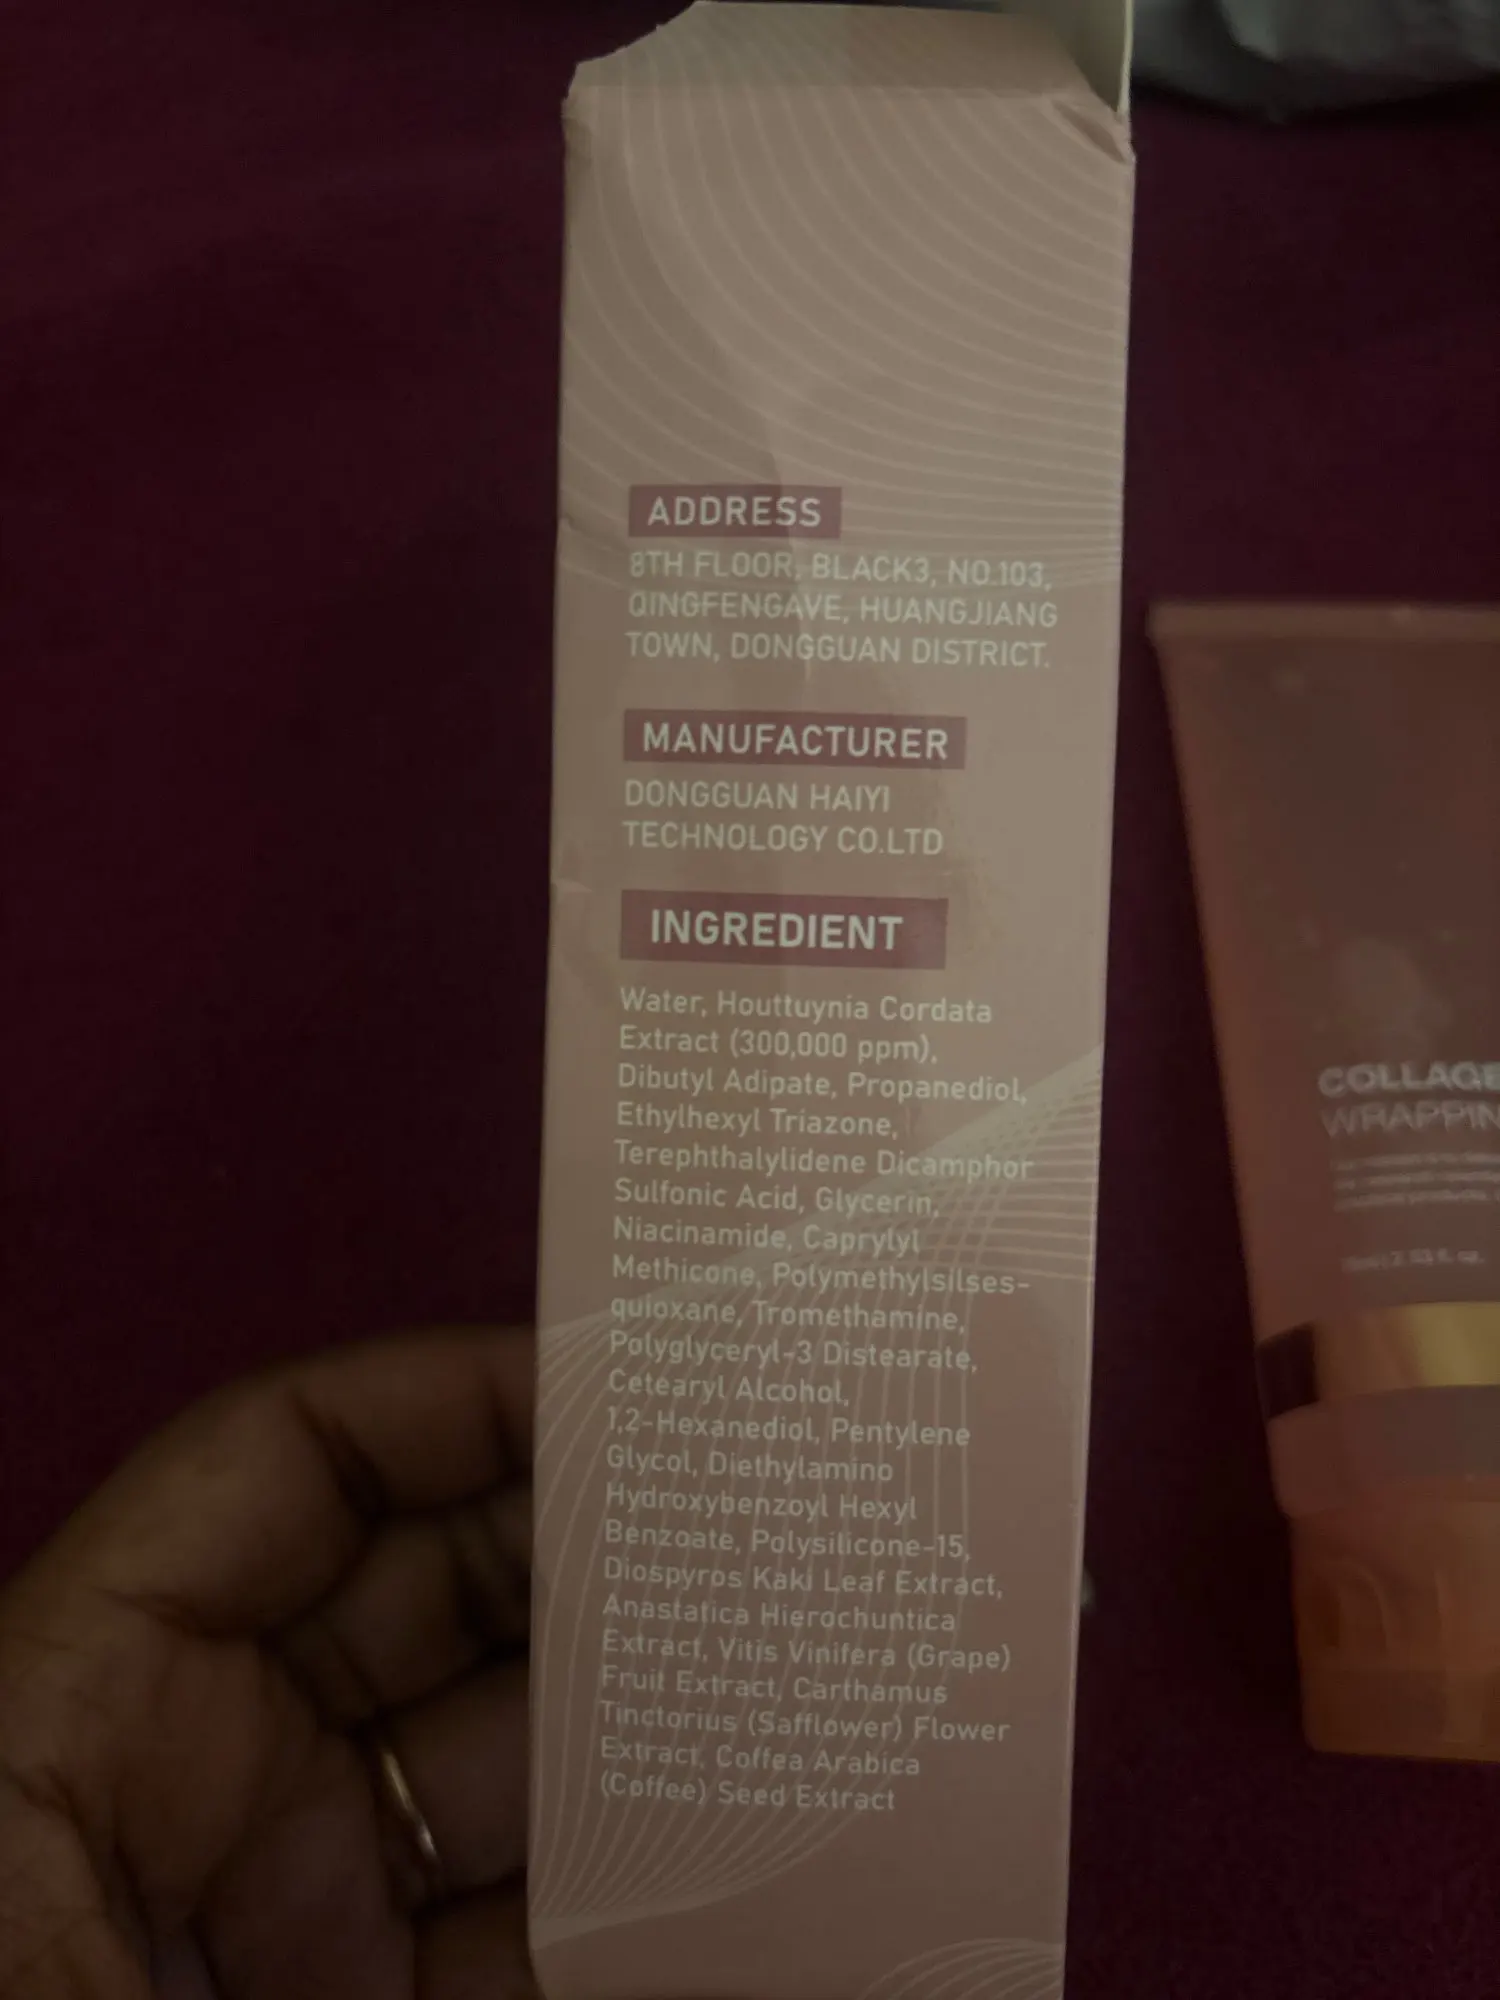 ADDRESS
8TH FLOOR, BLACK3, NO.103,
QINGFENGAVE, HUANGJIANG
TOWN, DONGGUAN DISTRICT.
MANUFACTURER
DONGGUAN HAIYI
TECHNOLOGY CO.LTD
INGREDIENT
Water, Houttuynia Cordata
Extract (300,000 ppm),
Dibutyl Adipate, Propanediol,
Ethylhexyl Triazone,
Terephthalylidene Dicamphor
Sulfonic Acid, Glycerin,
Niacinamide, Caprylyl
Methicone, Polymethylsilses-
quioxane, Tromethamine,
Polyglyceryl-3 Distearate,
Cetearyl Alcohol,
1,2-Hexanediol, Pentylene
Glycol, Diethylamino
Hydroxybenzoyl Hexyl
Benzoate, Polysilicone-15,
Diospyros Kaki Leaf Extract,
Anastatica Hierochuntica
Extract, Vitis Vinifera (Grape)
Fruit Extract, Carthamus
Tinctorius (Safflower) Flower
Extract, Coffea Arabica
(Coffee) Seed Extract
COLLAGE
WRAPPIN